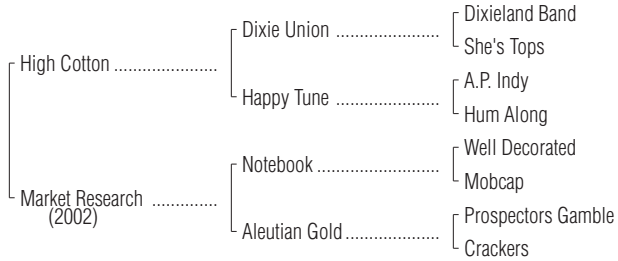 Dixieland Band
Dixie Union ....................
She's Tops
High Cotton ....................
A.P. Indy
Happy Tune ....................
Hum Along
Well Decorated
Notebook .......................
Mobcap
Market Research .............
(2002)
Prospectors Gamble
Aleutian Gold..................
Crackers